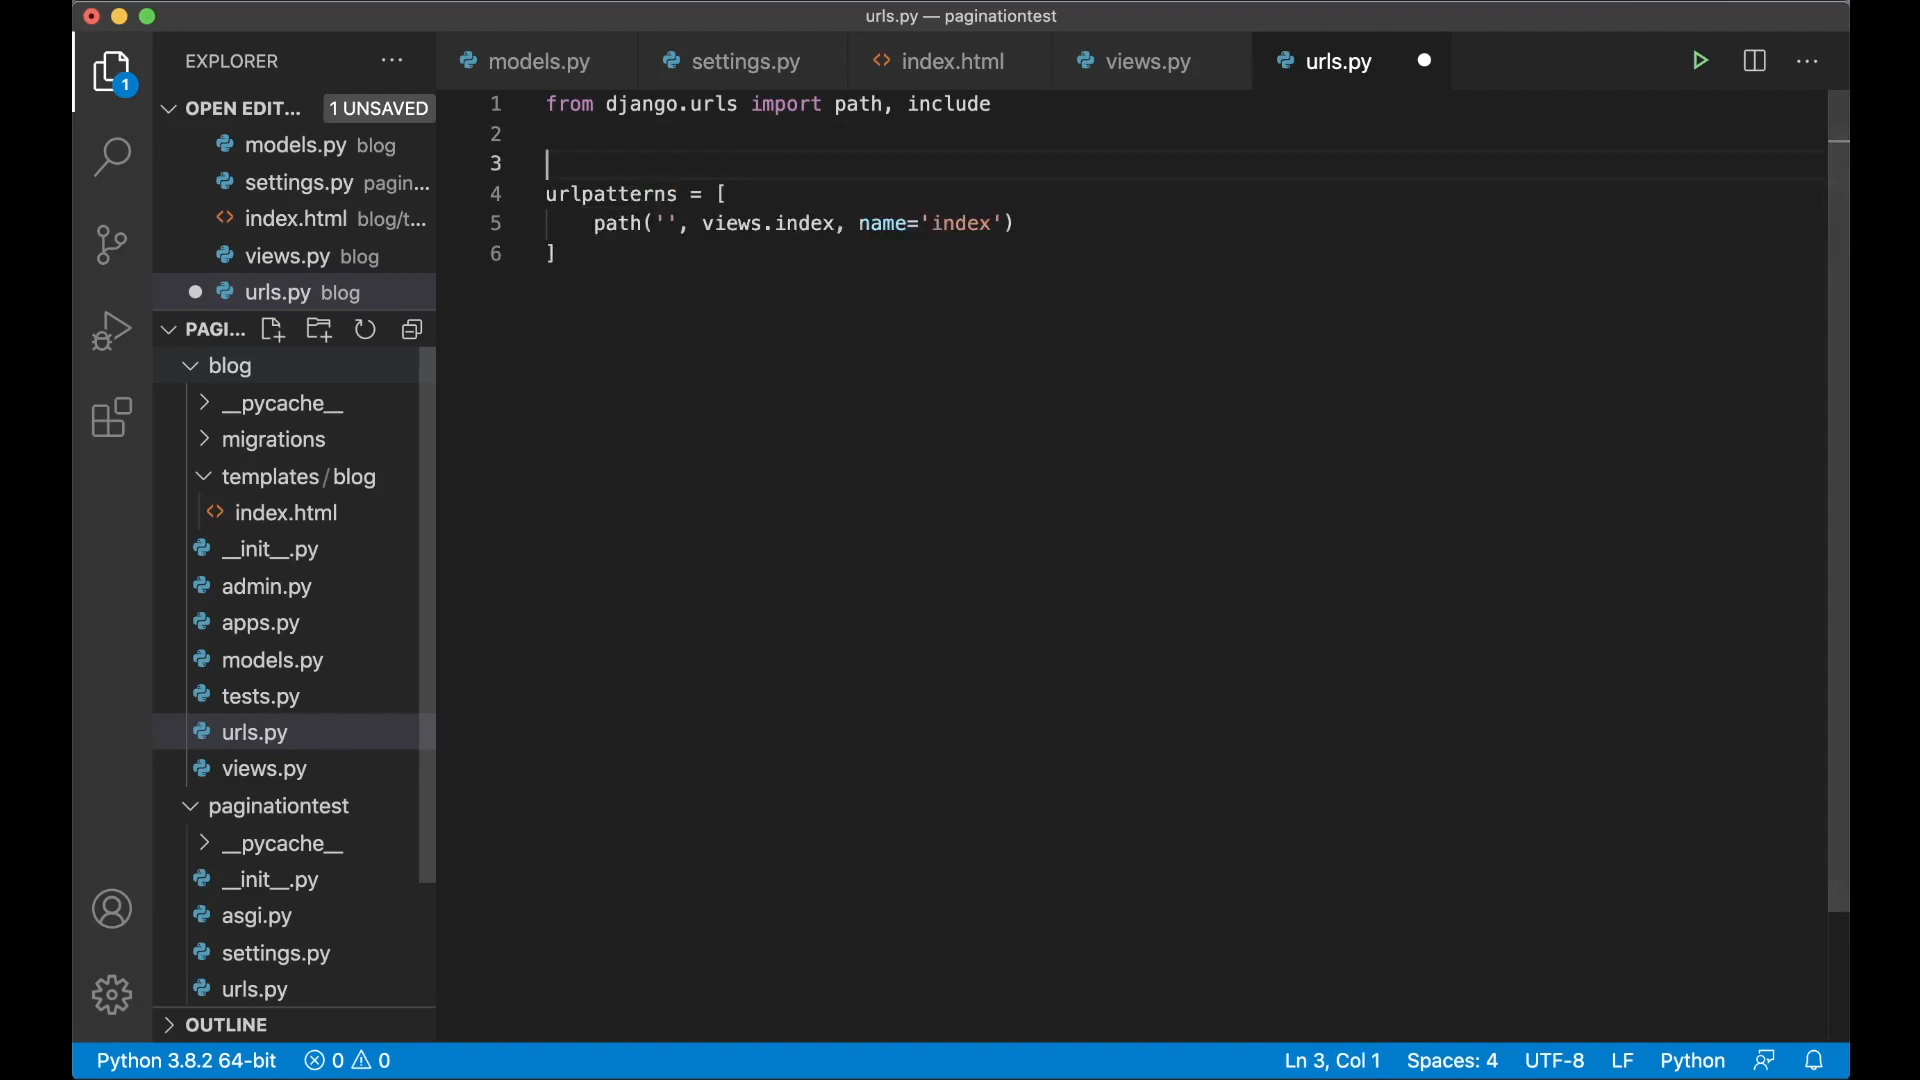 urls.py — paginationtest
EXPLORER
models.py
settings.py
index.html
views.py
urls.py
OPEN EDIT...
1 UNSAVED
models.py blog
settings.py pagin...
index.html blog/t...
views.py blog
urls.py blog
PAGI...
blog
__pycache__
migrations
templates/blog
index.html
__init__.py
admin.py
apps.py
models.py
tests.py
urls.py
views.py
paginationtest
__pycache__
__init__.py
asgi.py
settings.py
urls.py
OUTLINE
1
1 from django.urls import path, include
2
3
4 urlpatterns = [
5 path('', views.index, name='index')
6 ]
Python 3.8.2 64-bit 0 0
Ln 3, Col 1 Spaces: 4 UTF-8 LF Python